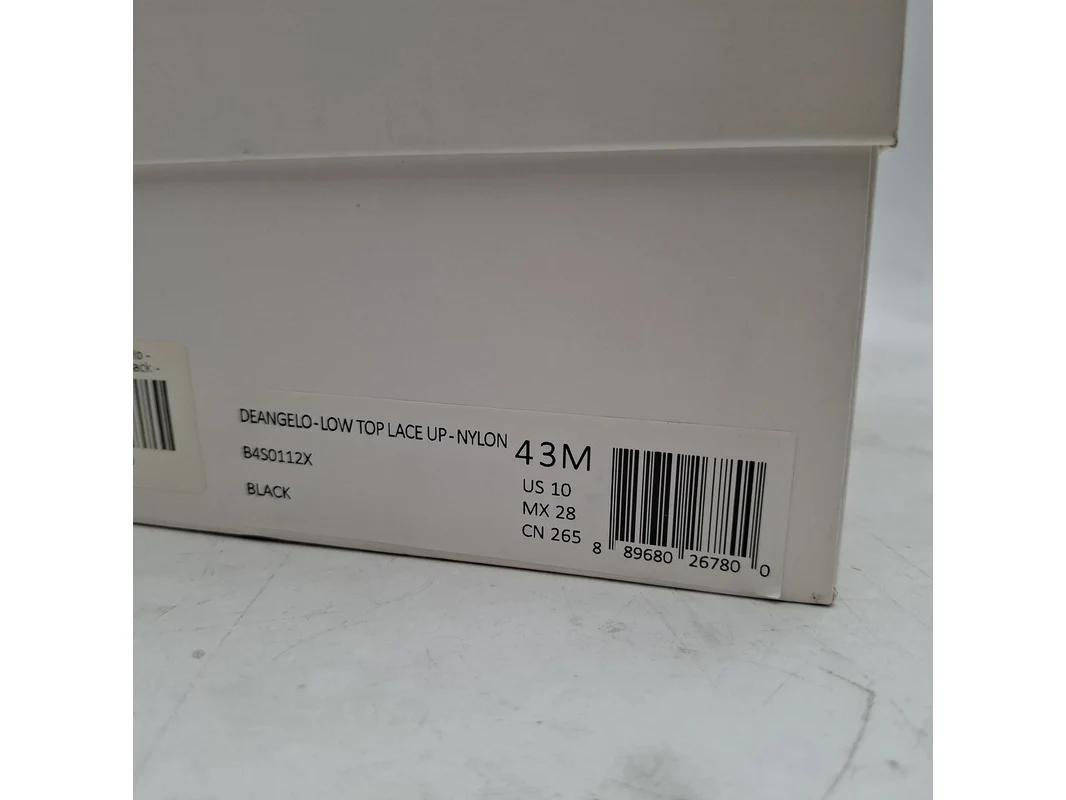 DEANGELO-LOW TOP LACE UP-NYLON
B4S0112X
BLACK
43M
US 10
MX 28
CN 265
8 89680 26780 0